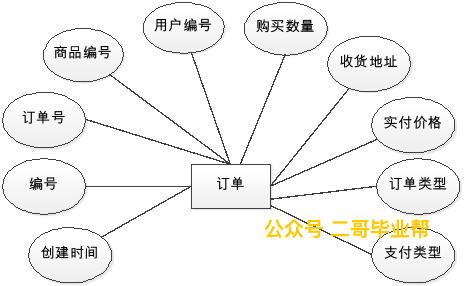 用户编号
购买数量
商品编号
收货地址
订单号
实付价格
编号
订单
订单类型
公众号 二哥毕业帮
创建时间
支付类型